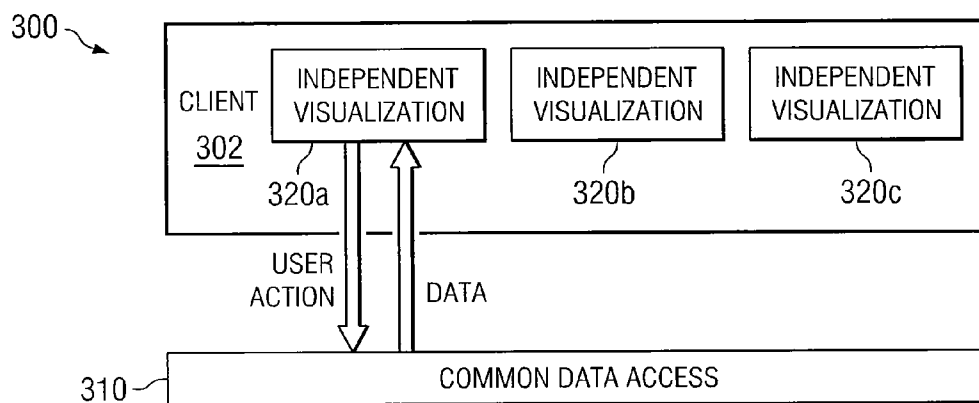 300
CLIENT
302
INDEPENDENT
VISUALIZATION
320a
INDEPENDENT
VISUALIZATION
320b
INDEPENDENT
VISUALIZATION
320c
USER
ACTION
DATA
310
COMMON DATA ACCESS